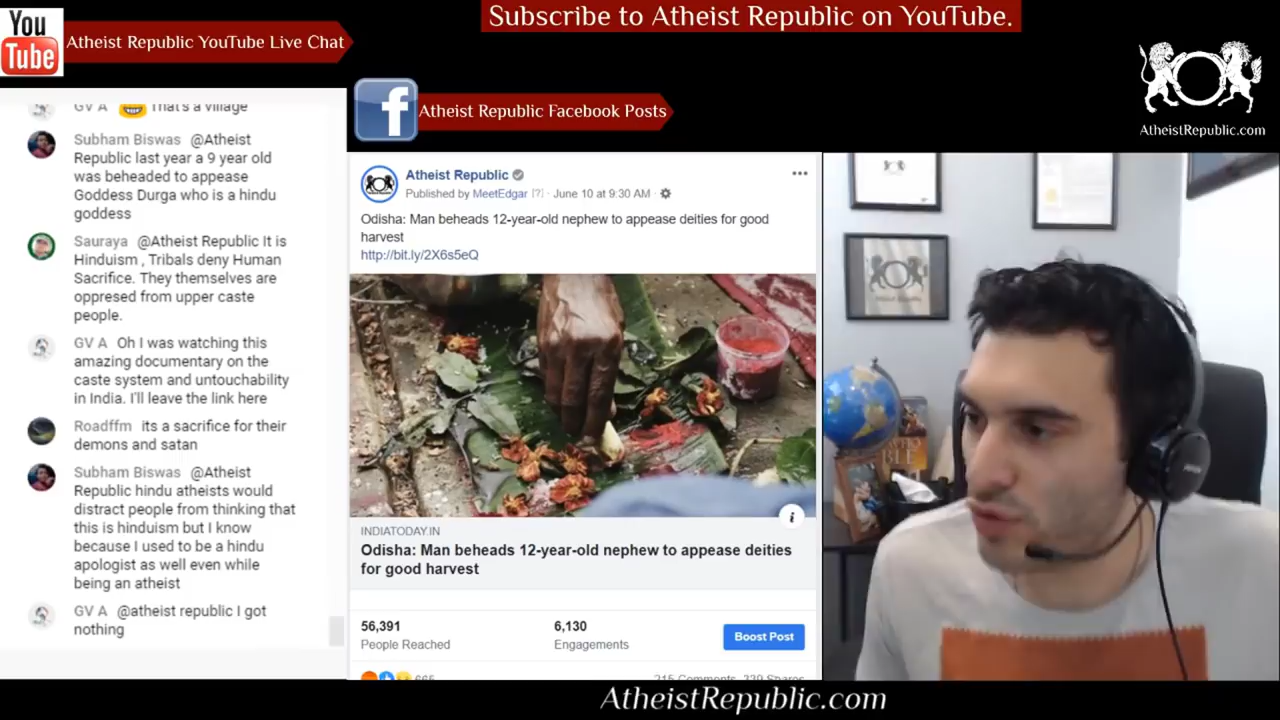 You
Tube
Atheist Republic YouTube Live Chat
Subscribe to Atheist Republic on YouTube.
AtheistRepublic.com
Atheist Republic Facebook Posts
GV A That's a village
Subham Biswas @Atheist
Republic last year a 9 year old
was beheaded to appease
Goddess Durga who is a hindu
goddess
Sauraya @Atheist Republic It is
Hinduism , Tribals deny Human
Sacrifice. They themselves are
oppresed from upper caste
people.
GV A Oh I was watching this
amazing documentary on the
caste system and untouchability
in India. I'll leave the link here
Roadffm its a sacrifice for their
demons and satan
Subham Biswas @Atheist
Republic hindu atheists would
distract people from thinking that
this is hinduism but I know
because I used to be a hindu
apologist as well even while
being an atheist
GV A @atheist republic I got
nothing
f
Atheist Republic
Published by MeetEdgar [?] · June 10 at 9:30 AM ·
Odisha: Man beheads 12-year-old nephew to appease deities for good
harvest
http://bit.ly/2X6s5eQ
i
INDIATODAY.IN
Odisha: Man beheads 12-year-old nephew to appease deities
for good harvest
56,391
People Reached
6,130
Engagements
Boost Post
665
215 Comments 339 Shares
AtheistRepublic.com